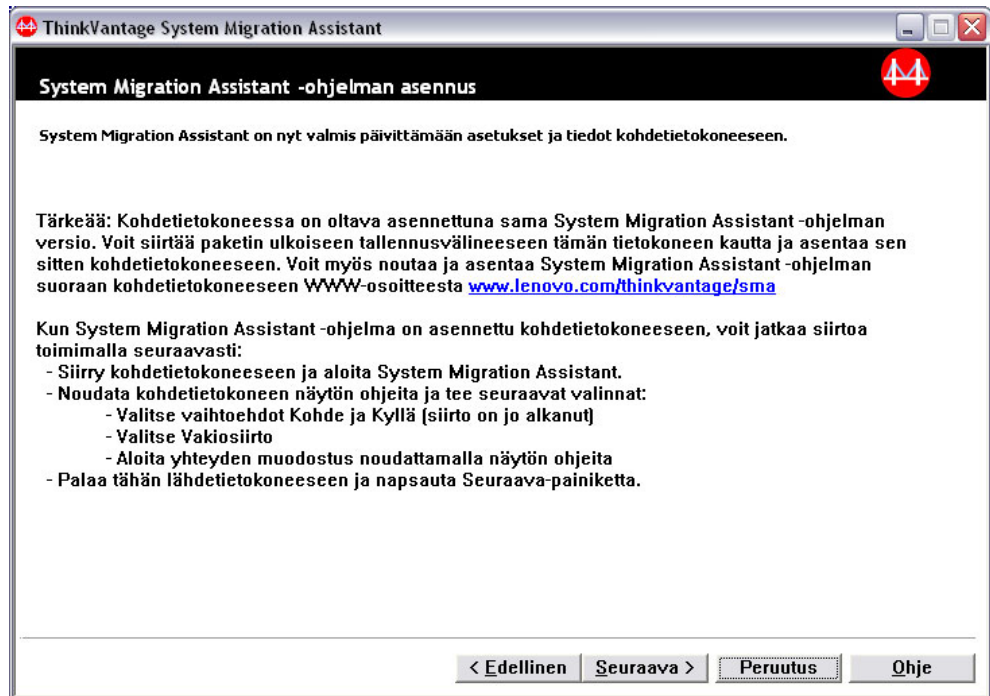 ThinkVantage System Migration Assistant
System Migration Assistant -ohjelman asennus
System Migration Assistant on nyt valmis päivittämään asetukset ja tiedot kohdetietokoneeseen.
Tärkeää: Kohdetietokoneessa on oltava asennettuna sama System Migration Assistant -ohjelman
versio. Voit siirtää paketin ulkoiseen tallennusvälineeseen tämän tietokoneen kautta ja asentaa sen
sitten kohdetietokoneeseen. Voit myös noutaa ja asentaa System Migration Assistant -ohjelman
suoraan kohdetietokoneeseen WWW-osoitteesta www.lenovo.com/thinkvantage/sma
Kun System Migration Assistant -ohjelma on asennettu kohdetietokoneeseen, voit jatkaa siirtoa
toimimalla seuraavasti:
- Siirry kohdetietokoneeseen ja aloita System Migration Assistant.
- Noudata kohdetietokoneen näytön ohjeita ja tee seuraavat valinnat:
- Valitse vaihtoehdot Kohde ja Kyllä (siirto on jo alkanut)
- Valitse Vakiosiirto
- Aloita yhteyden muodostus noudattamalla näytön ohjeita
- Palaa tähän lähdetietokoneeseen ja napsauta Seuraava-painiketta.
< Edellinen Seuraava > Peruutus Ohje